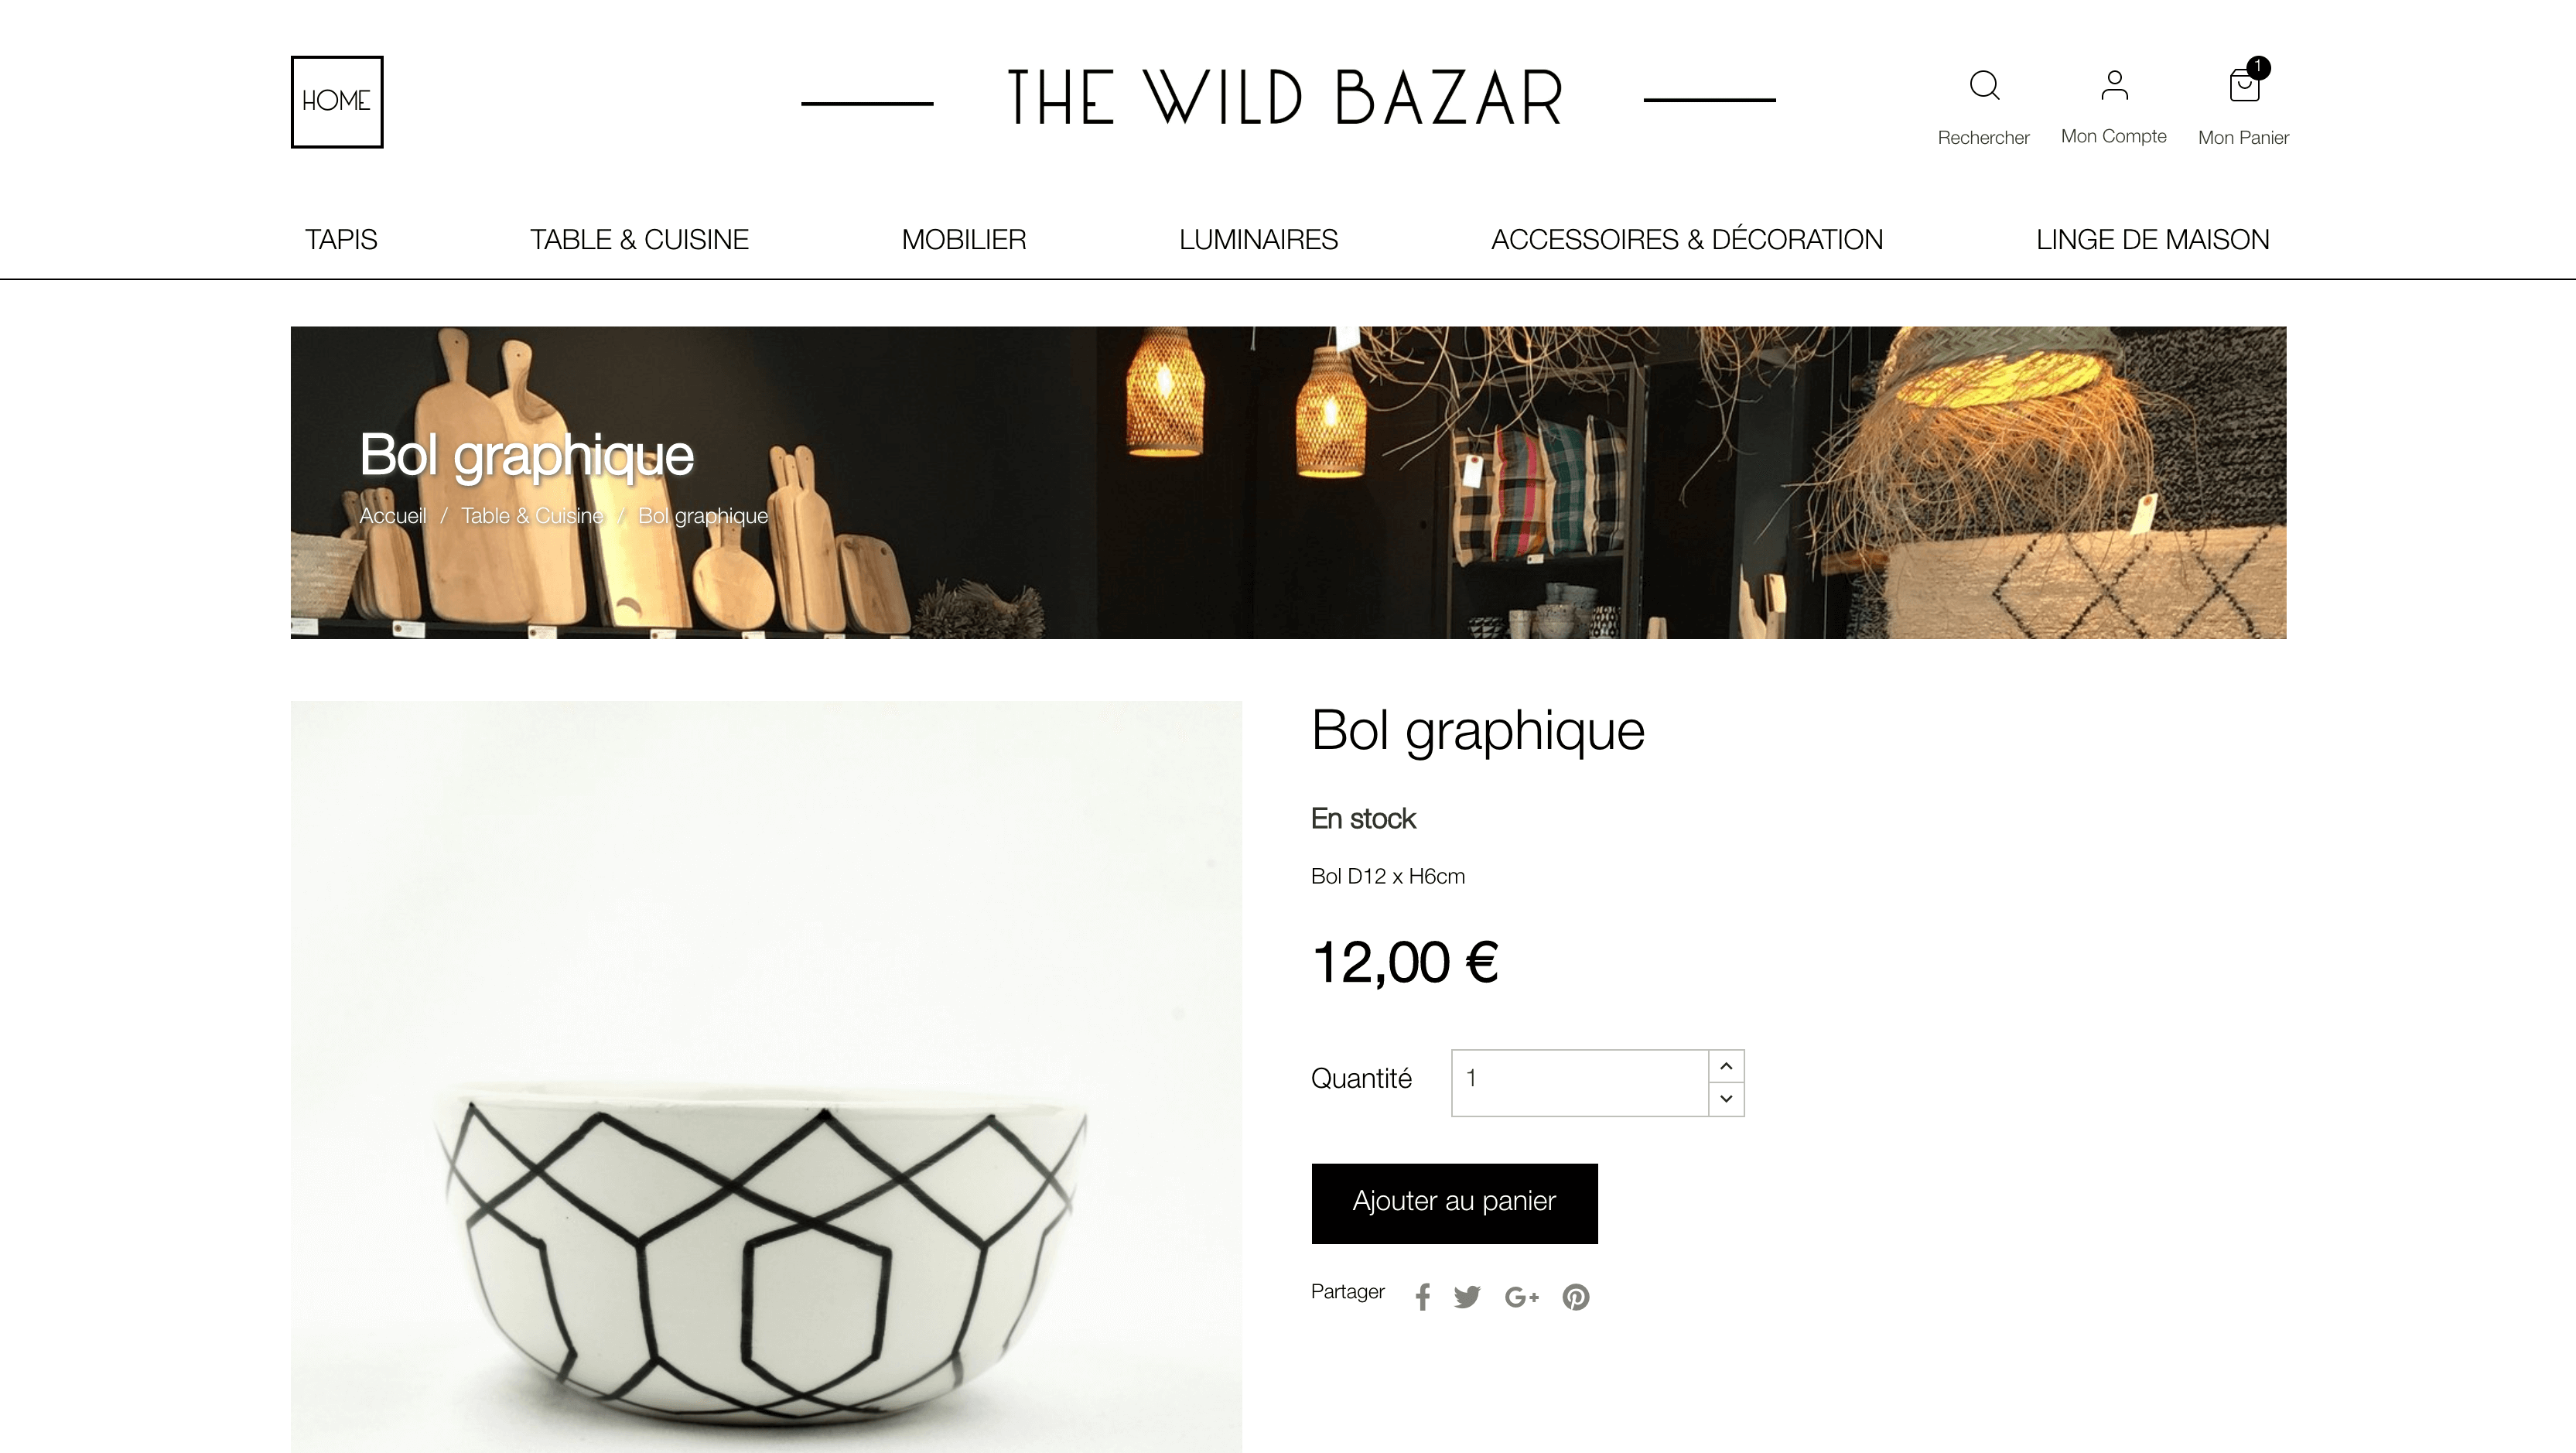 HOME
THE WILD BAZAR
1
Rechercher
Mon Compte
Mon Panier
TAPIS
TABLE & CUISINE
MOBILIER
LUMINAIRES
ACCESSOIRES & DÉCORATION
LINGE DE MAISON
Bol graphique
Accueil / Table & Cuisine / Bol graphique
Bol graphique
En stock
Bol D12 x H6cm
12,00 €
Quantité
1
Ajouter au panier
Partager
G+